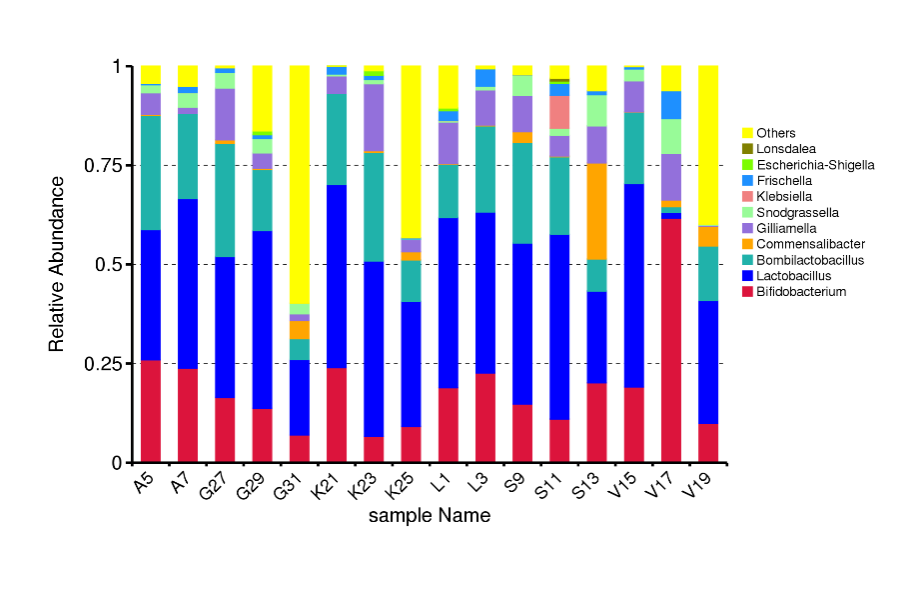 1
0.75
0.5
0.25
0
Relative Abundance
A5 A7 G27 G29 G31 K21 K23 K25 L1 L3 S9 S11 S13 V15 V17 V19
sample Name
Others
Lonsdalea
Escherichia-Shigella
Frischella
Klebsiella
Snodgrassella
Gilliamella
Commensalibacter
Bombilactobacillus
Lactobacillus
Bifidobacterium